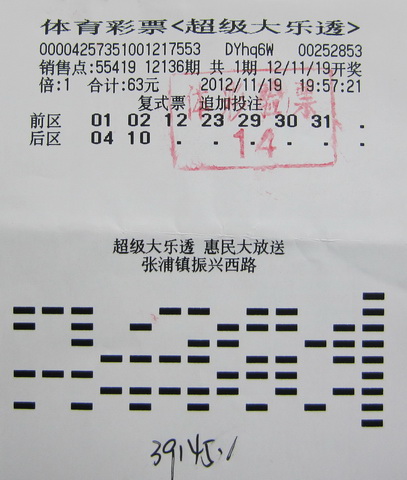 体育彩票<超级大乐透>
00004257351001217553 DYhq6W 00252853
销售点:55419 12136期 共 1期 12/11/19开奖
倍:1 合计:63元 2012/11/19 19:57:21
复式票 追加投注
前区 01 02 12 23 29 30 31 .
后区 04 10 . . . . . .
14
超级大乐透 惠民大放送
张浦镇振兴西路